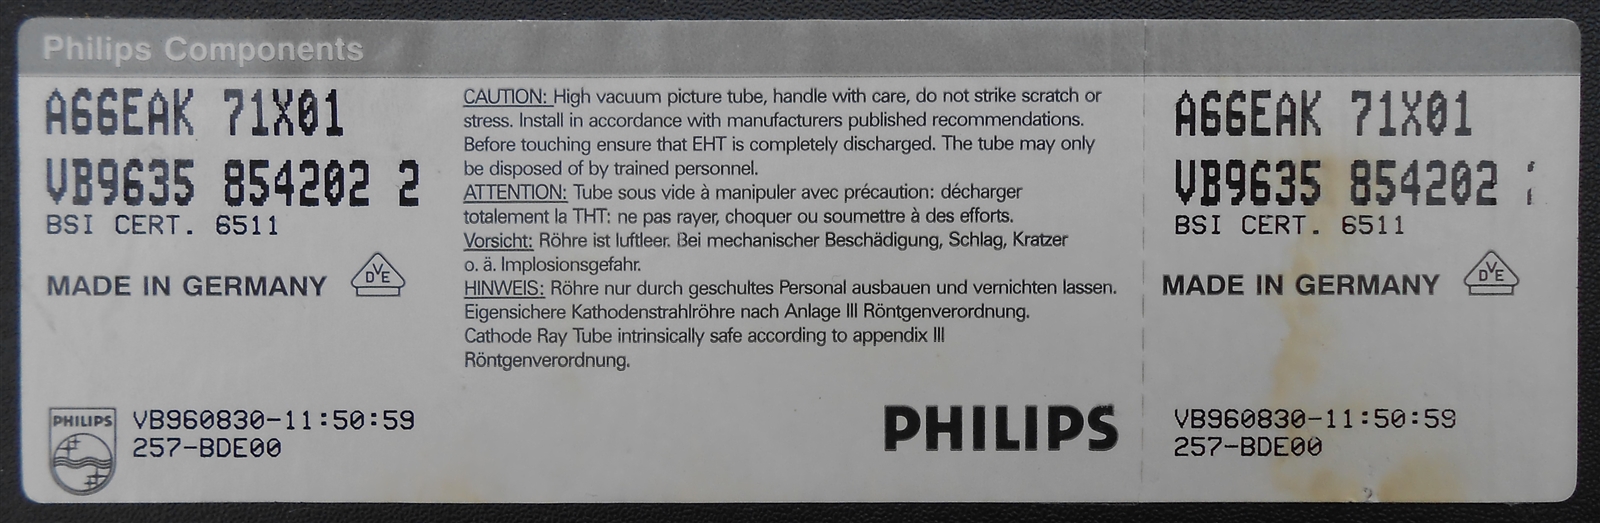 Philips Components
A66EAK 71X01
VB9635 854202 2
BSI CERT. 6511
MADE IN GERMANY
DVE
PHILIPS
VB960830-11:50:59
257-BDE00
CAUTION: High vacuum picture tube, handle with care, do not strike scratch or
stress. Install in accordance with manufacturers published recommendations.
Before touching ensure that EHT is completely discharged. The tube may only
be disposed of by trained personnel.
ATTENTION: Tube sous vide à manipuler avec précaution: décharger
totalement la THT: ne pas rayer, choquer ou soumettre à des efforts.
Vorsicht: Röhre ist luftleer. Bei mechanischer Beschädigung, Schlag, Kratzer
o. ä. Implosionsgefahr.
HINWEIS: Röhre nur durch geschultes Personal ausbauen und vernichten lassen.
Eigensichere Kathodenstrahlröhre nach Anlage III Röntgenverordnung.
Cathode Ray Tube intrinsically safe according to appendix III
Röntgenverordnung.
PHILIPS
A66EAK 71X01
VB9635 854202
BSI CERT. 6511
MADE IN GERMANY
DVE
VB960830-11:50:59
257-BDE00